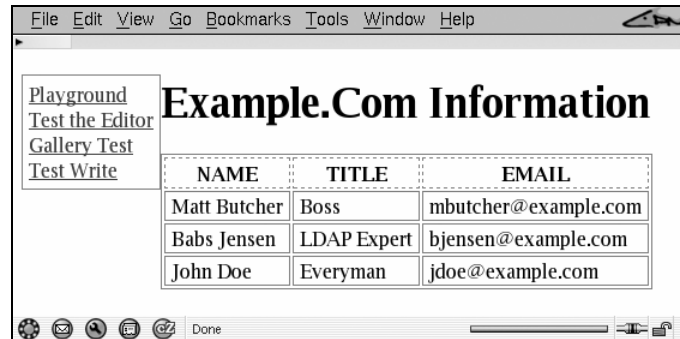 File Edit View Go Bookmarks Tools Window Help
Playground
Test the Editor
Gallery Test
Test Write
Example.Com Information
NAME TITLE EMAIL
Matt Butcher Boss mbutcher@example.com
Babs Jensen LDAP Expert bjensen@example.com
John Doe Everyman jdoe@example.com
Done